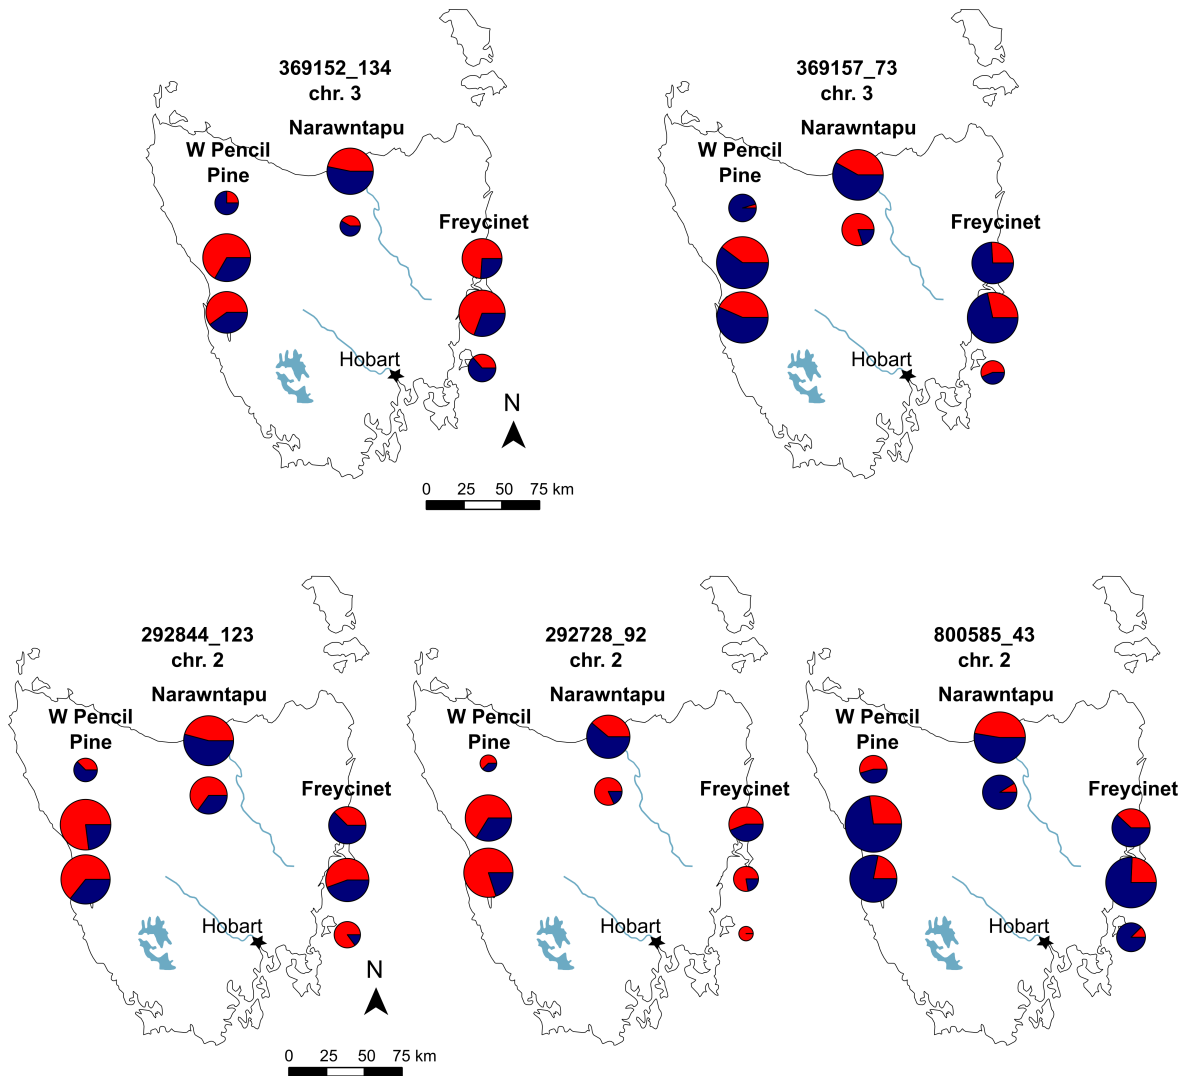 369152_134
chr. 3
Narawntapu
W Pencil
Pine
Freycinet
Hobart
N
0 25 50 75 km
369157_73
chr. 3
Narawntapu
W Pencil
Pine
Freycinet
Hobart
292844_123
chr. 2
Narawntapu
W Pencil
Pine
Freycinet
Hobart
N
0 25 50 75 km
292728_92
chr. 2
Narawntapu
W Pencil
Pine
Freycinet
Hobart
800585_43
chr. 2
Narawntapu
W Pencil
Pine
Freycinet
Hobart